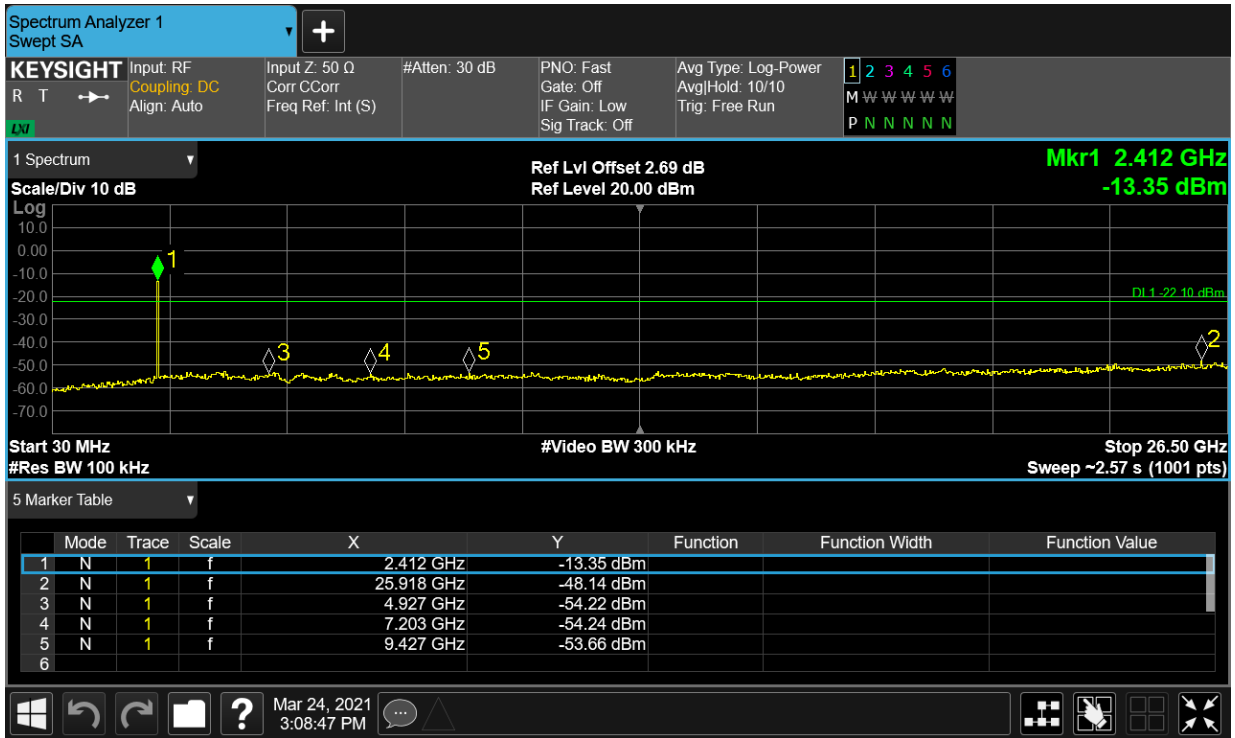 Spectrum Analyzer 1
Swept SA
KEYSIGHT
R T
LXI
Input: RF
Coupling: DC
Align: Auto
Input Z: 50 Ω
Corr CCorr
Freq Ref: Int (S)
#Atten: 30 dB
PNO: Fast
Gate: Off
IF Gain: Low
Sig Track: Off
Avg Type: Log-Power
Avg|Hold: 10/10
Trig: Free Run
1 2 3 4 5 6
M W W W W W
P N N N N N
1 Spectrum
Scale/Div 10 dB
Ref Lvl Offset 2.69 dB
Ref Level 20.00 dBm
Mkr1 2.412 GHz
-13.35 dBm
Log
10.0
0.00
-10.0
-20.0
-30.0
-40.0
-50.0
-60.0
-70.0
1
DL1 -22.10 dBm
3
4
5
2
Start 30 MHz
#Res BW 100 kHz
#Video BW 300 kHz
Stop 26.50 GHz
Sweep ~2.57 s (1001 pts)
5 Marker Table
Mode Trace Scale X Y Function Function Width Function Value
1 N 1 f 2.412 GHz -13.35 dBm
2 N 1 f 25.918 GHz -48.14 dBm
3 N 1 f 4.927 GHz -54.22 dBm
4 N 1 f 7.203 GHz -54.24 dBm
5 N 1 f 9.427 GHz -53.66 dBm
6
?
Mar 24, 2021
3:08:47 PM